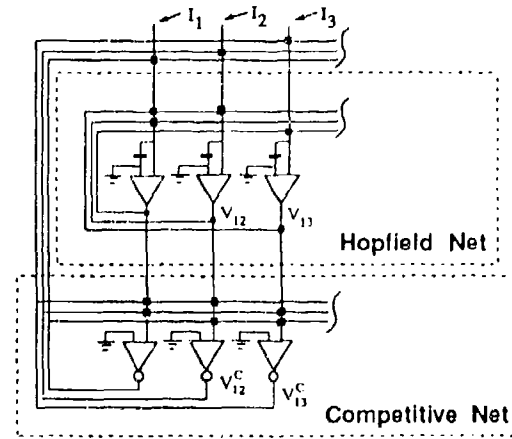 I₁ I₂ I₃
V₁₂ V₁₃
Hopfield Net
V₁₂ᶜ V₁₃ᶜ
Competitive Net